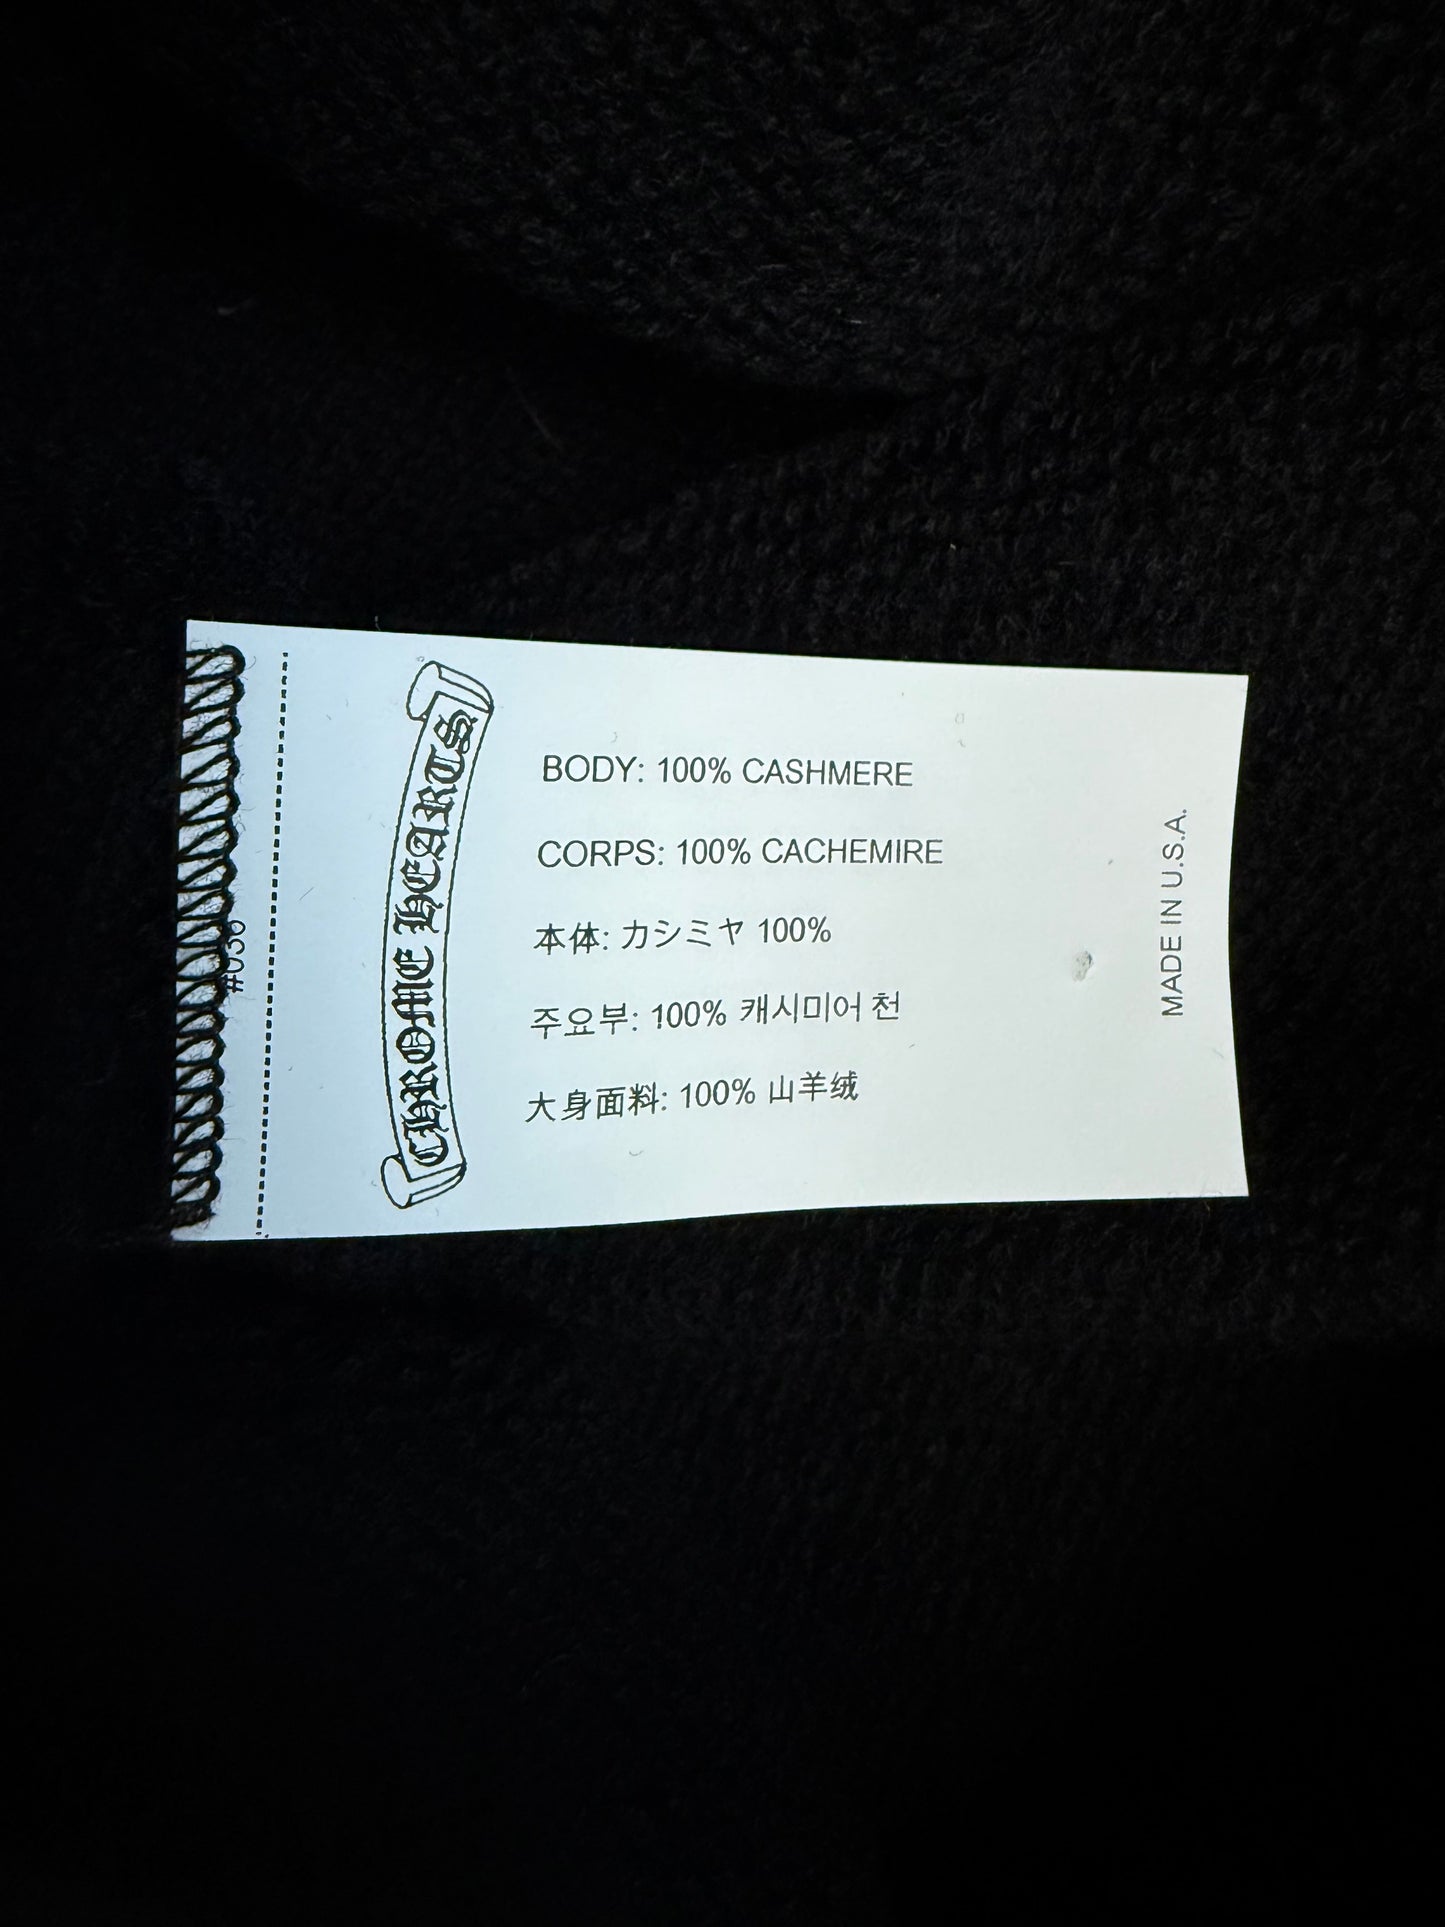 CHROME HEARTS
BODY: 100% CASHMERE
CORPS: 100% CACHEMIRE
本体: カシミヤ 100%
주요부: 100% 캐시미어 천
大身面料: 100% 山羊绒
MADE IN U.S.A.